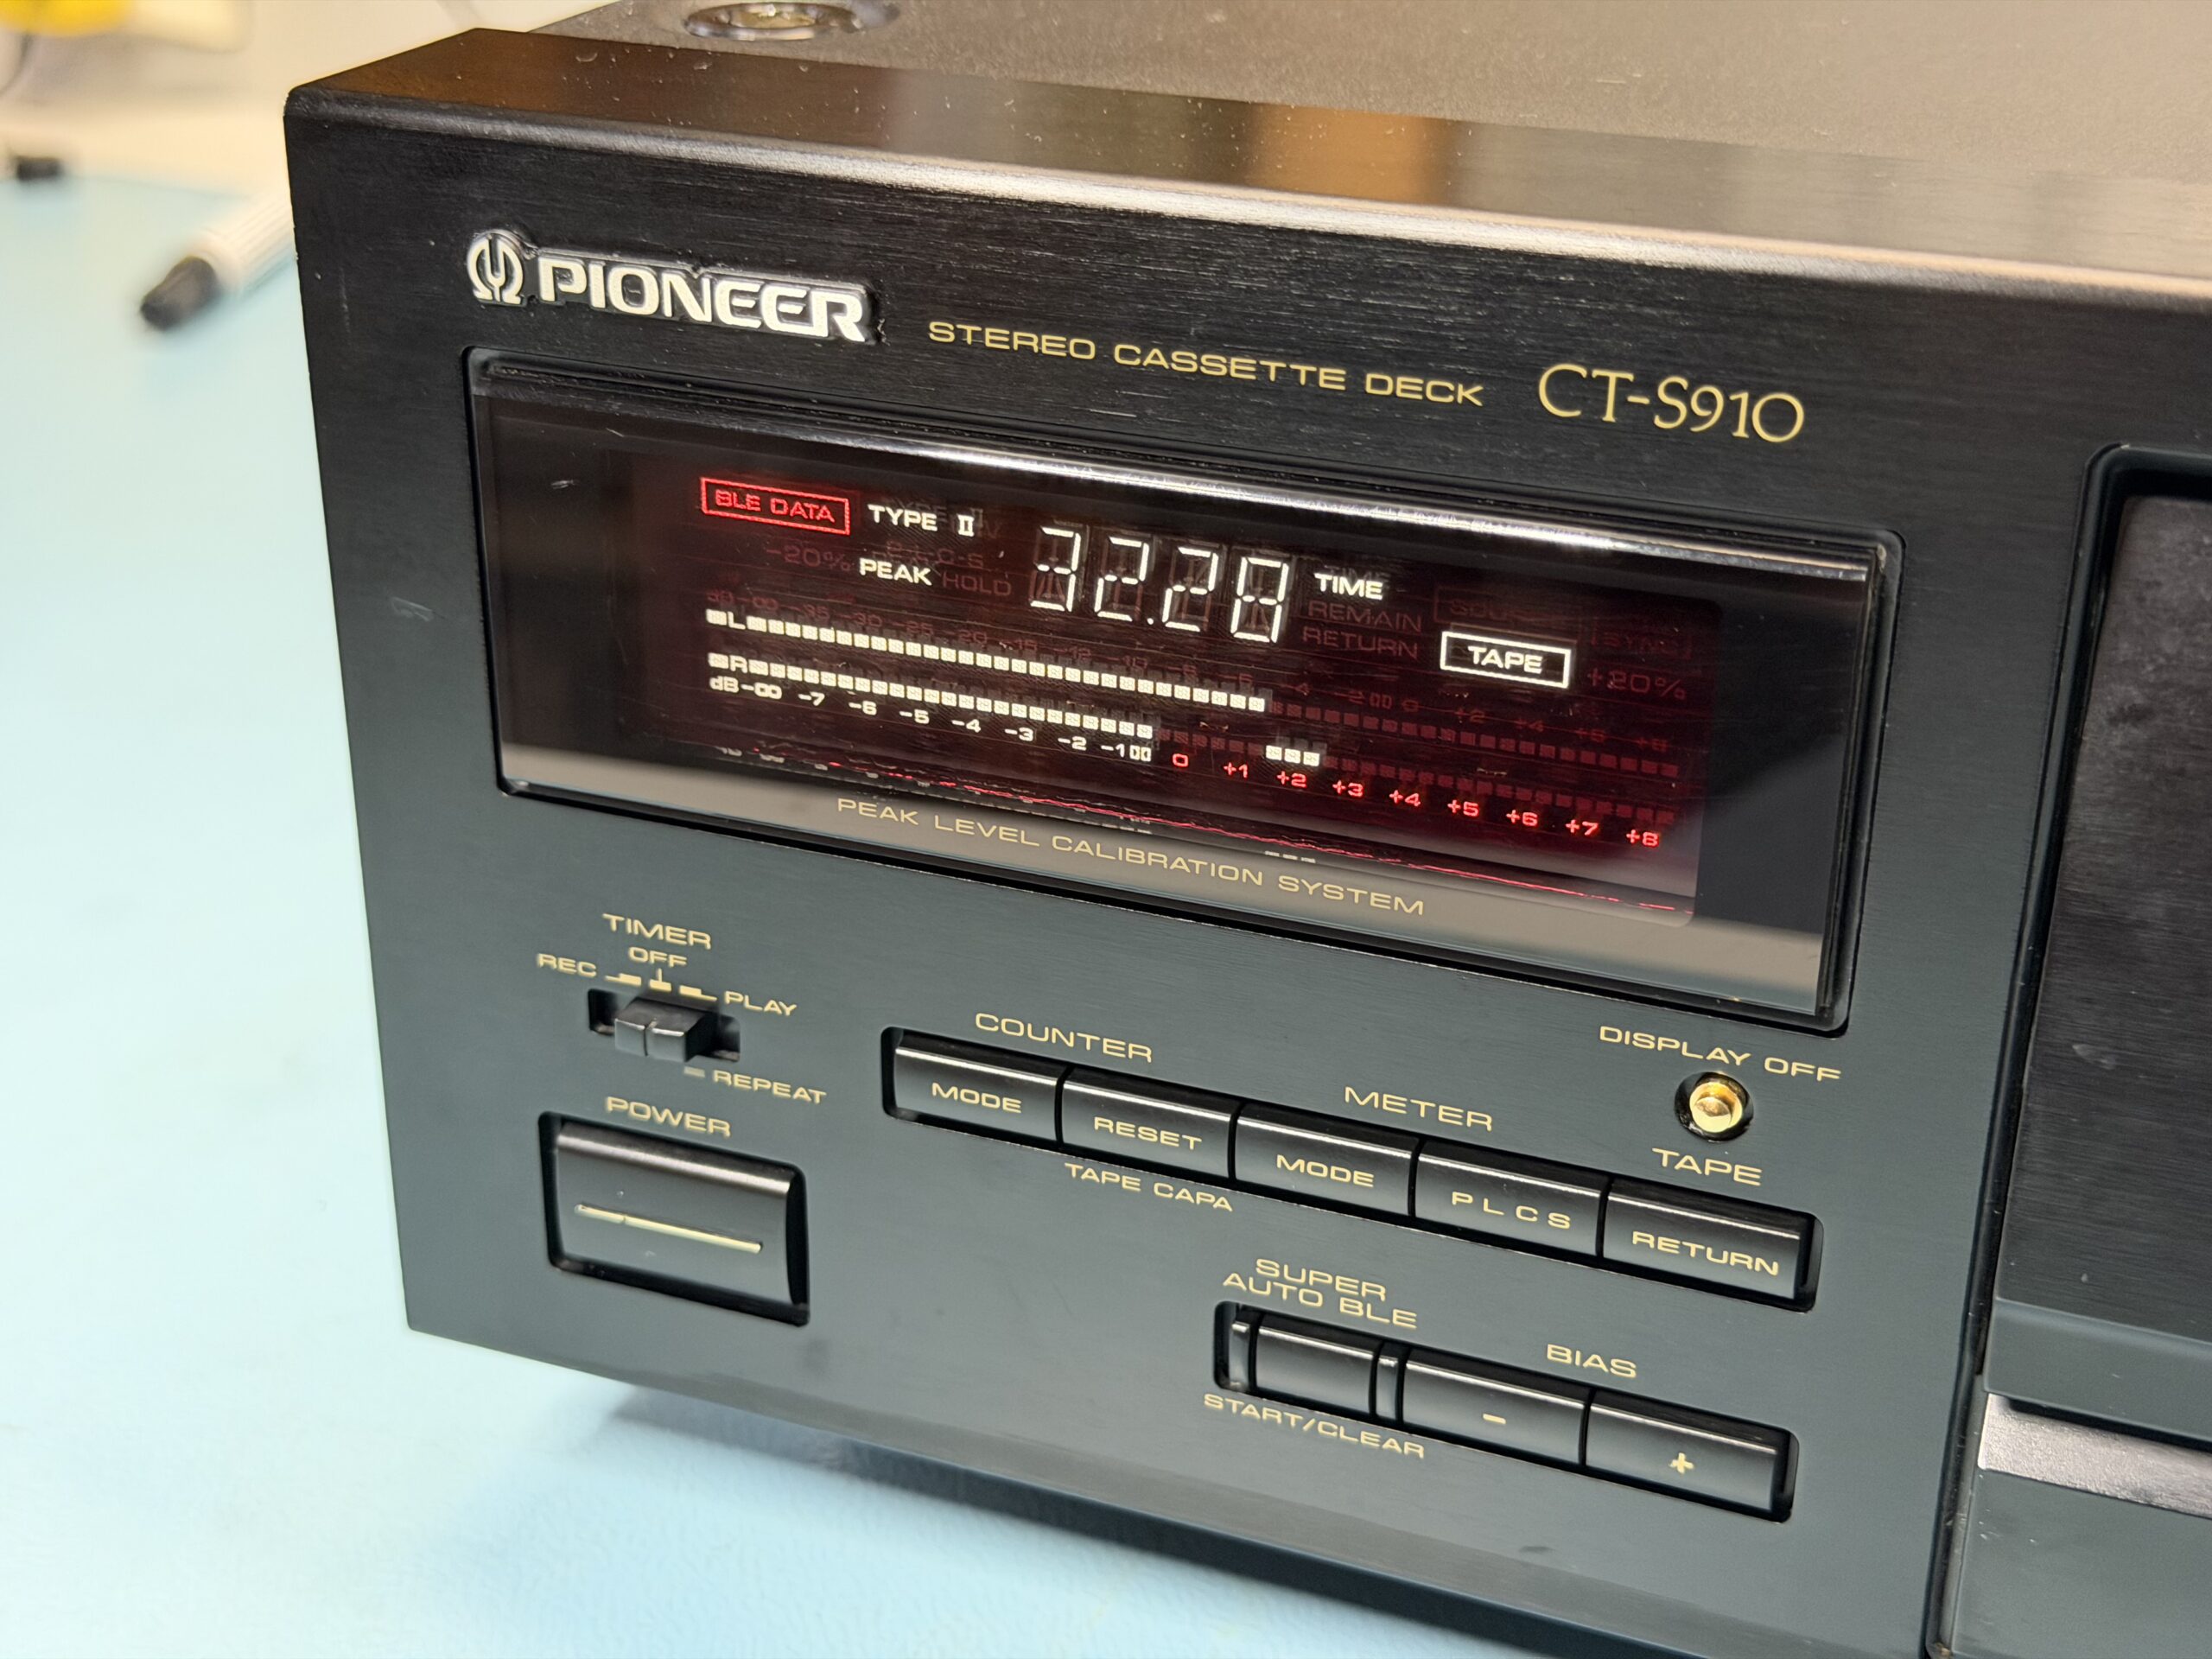 PIONEER
STEREO CASSETTE DECK CT-S910
BLE DATA TYPE II 32.28 TIME
-20% PEAK HOLD REMAIN
RETURN TAPE +20%
L
R
dB -∞ -7 -6 -5 -4 -3 -2 -1 0 +1 +2 +3 +4 +5 +6 +7 +8
PEAK LEVEL CALIBRATION SYSTEM
TIMER
OFF
REC PLAY
REPEAT
POWER
COUNTER
MODE RESET
TAPE CAPA
METER
MODE PLCS
DISPLAY OFF
TAPE
RETURN
SUPER
AUTO BLE
START/CLEAR
BIAS
- +